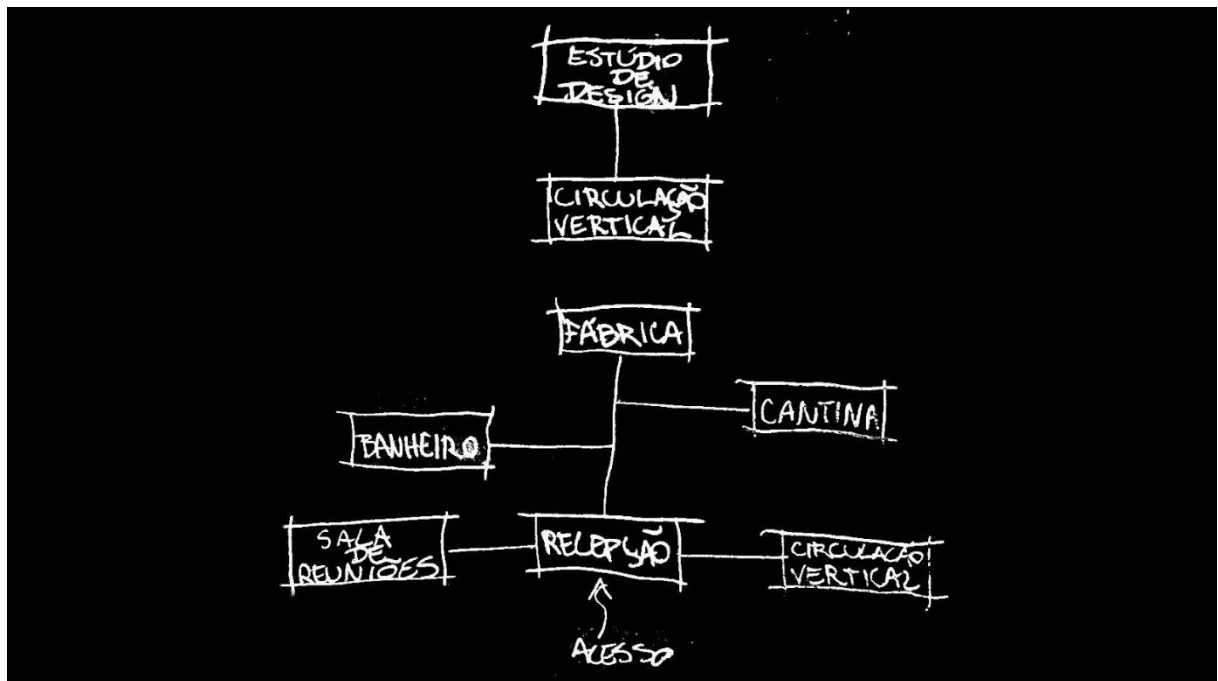 ESTÚDIO
DE
DESIGN
CIRCULAÇÃO
VERTICAL
FÁBRICA
CANTINA
BANHEIRO
SALA
DE
REUNIÕES
RECEPÇÃO
CIRCULAÇÃO
VERTICAL
ACESSO